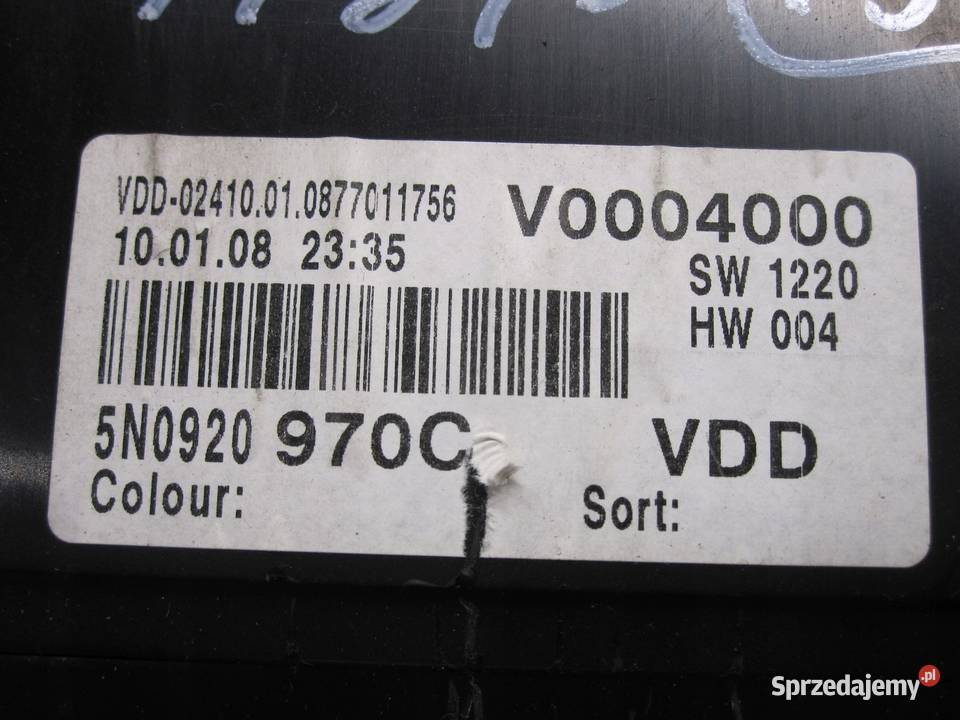 VDD-02410.01.0877011756
V0004000
10.01.08 23:35
SW 1220
HW 004
5N0920 970C
VDD
Colour:
Sort:
Sprzedajemy.pl